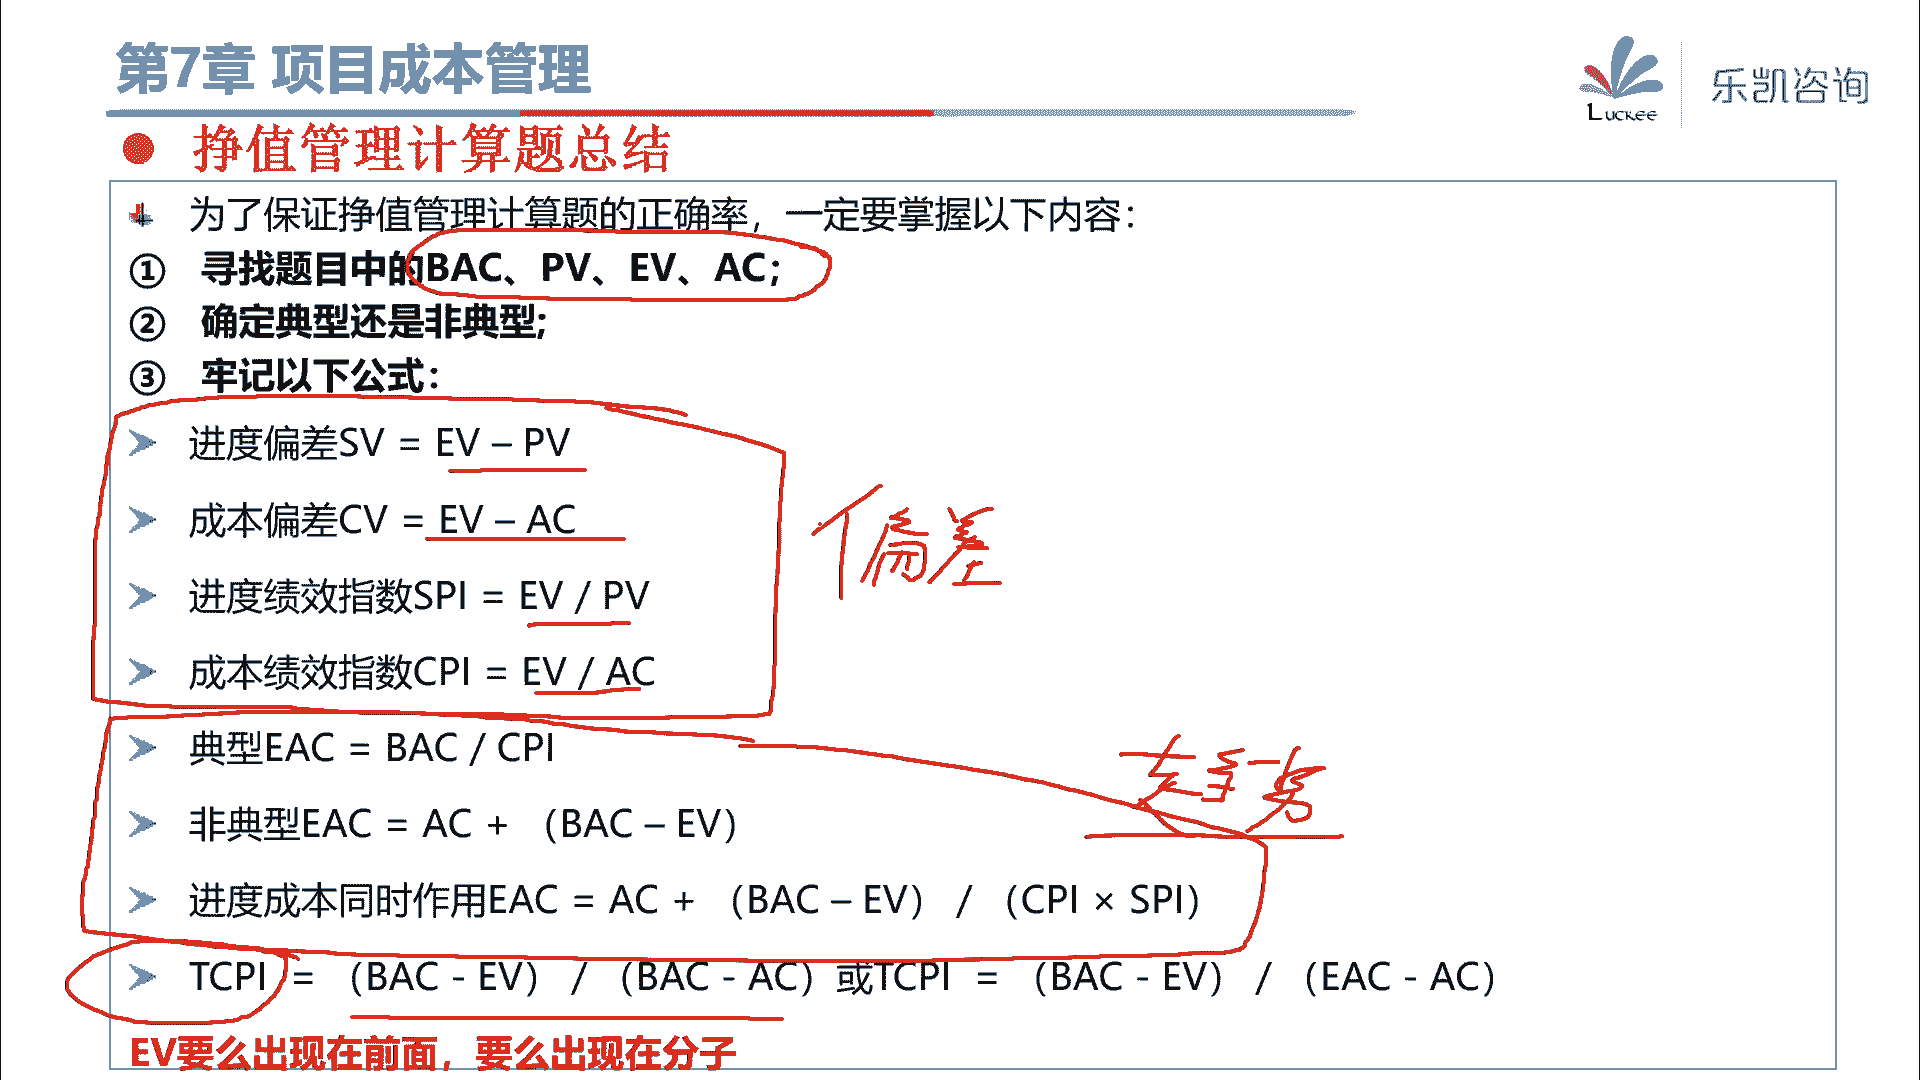 第7章 项目成本管理
Luckee 乐凯咨询
挣值管理计算题总结
为了保证挣值管理计算题的正确率，一定要掌握以下内容：
① 寻找题目中的BAC、PV、EV、AC；
② 确定典型还是非典型；
③ 牢记以下公式：
进度偏差SV = EV – PV
成本偏差CV = EV – AC
偏差
进度绩效指数SPI = EV / PV
成本绩效指数CPI = EV / AC
典型EAC = BAC / CPI
非典型EAC = AC + （BAC – EV）
进度成本同时作用EAC = AC + （BAC – EV） / （CPI × SPI）
TCPI = （BAC - EV） / （BAC - AC）或TCPI = （BAC - EV） / （EAC - AC）
EV要么出现在前面，要么出现在分子